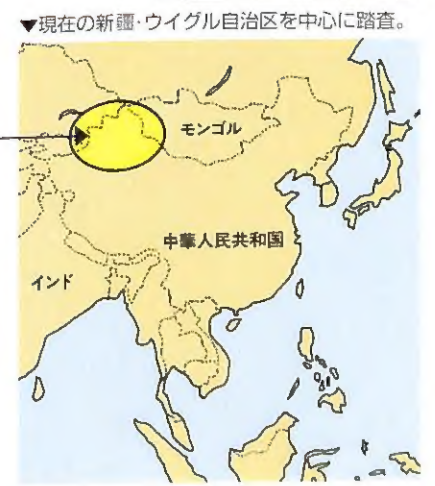 ▼現在の新疆・ウイグル自治区を中心に踏査。
モンゴル
中華人民共和国
インド